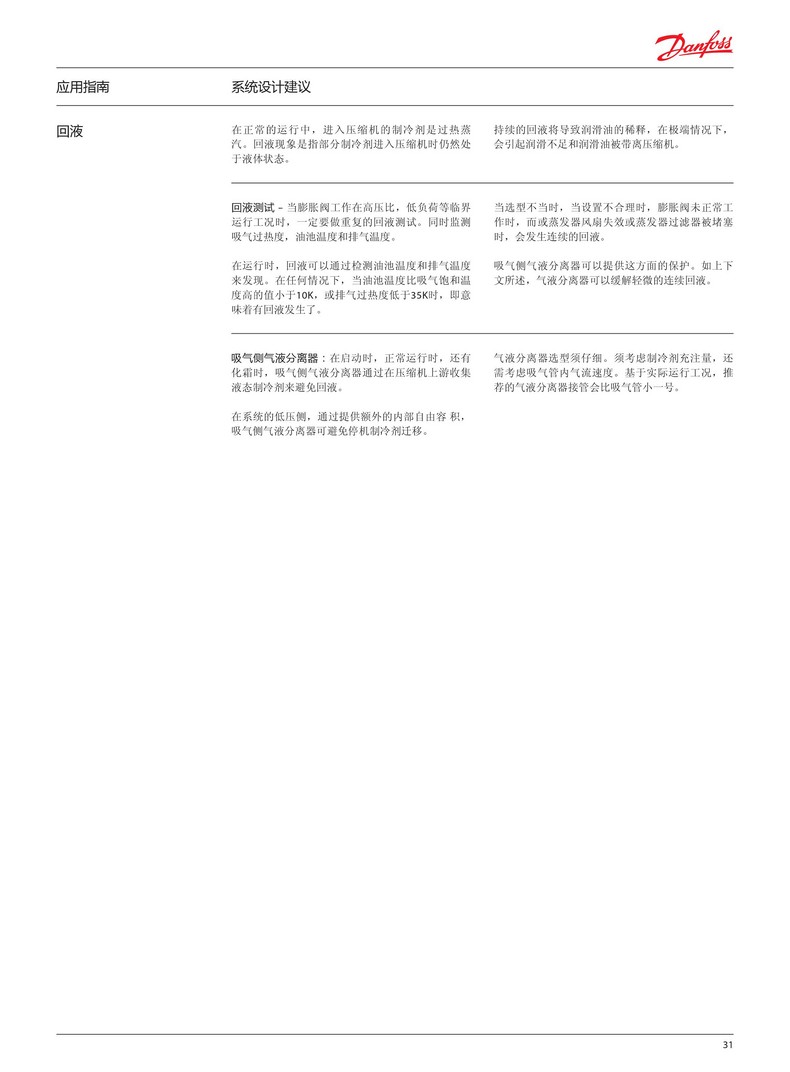 Danfoss
应用指南
系统设计建议
回液
在正常的运行中，进入压缩机的制冷剂是过热蒸
汽。回液现象是指部分制冷剂进入压缩机时仍然处
于液体状态。
持续的回液将导致润滑油的稀释，在极端情况下，
会引起润滑不足和润滑油被带离压缩机。
回液测试 – 当膨胀阀工作在高压比，低负荷等临界
运行工况时，一定要做重复的回液测试。同时监测
吸气过热度，油池温度和排气温度。
在运行时，回液可以通过检测油池温度和排气温度
来发现。在任何情况下，当油池温度比吸气饱和温
度高的值小于10K，或排气过热度低于35K时，即意
味着有回液发生了。
当选型不当时，当设置不合理时，膨胀阀未正常工
作时，而或蒸发器风扇失效或蒸发器过滤器被堵塞
时，会发生连续的回液。
吸气侧气液分离器可以提供这方面的保护。如上下
文所述，气液分离器可以缓解轻微的连续回液。
吸气侧气液分离器：在启动时，正常运行时，还有
化霜时，吸气侧气液分离器通过在压缩机上游收集
液态制冷剂来避免回液。
在系统的低压侧，通过提供额外的内部自由容 积，
吸气侧气液分离器可避免停机制冷剂迁移。
气液分离器选型须仔细。须考虑制冷剂充注量，还
需考虑吸气管内气流速度。基于实际运行工况，推
荐的气液分离器接管会比吸气管小一号。
31